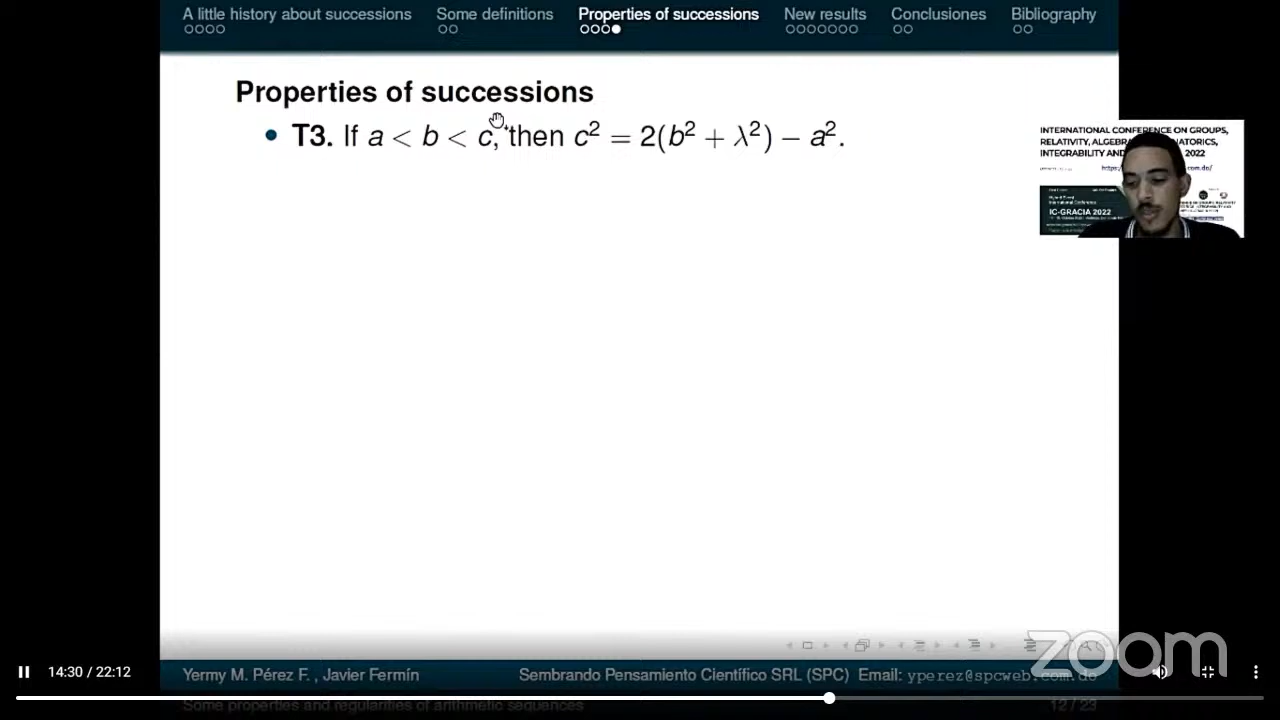 A little history about successions Some definitions Properties of successions New results Conclusiones Bibliography
Properties of successions
• T3. If a < b < c, then c² = 2(b² + λ²) − a².
INTERNATIONAL CONFERENCE ON GROUPS,
RELATIVITY, ALGEBRA
INTEGRABILITY AND 2022
IC-GRACIA 2022
zoom
14:30 / 22:12
Yermy M. Pérez F. , Javier Fermín Sembrando Pensamiento Científico SRL (SPC) Email: yperez@spcweb.com.do
Some properties and regularities of arithmetic sequences 12 / 23